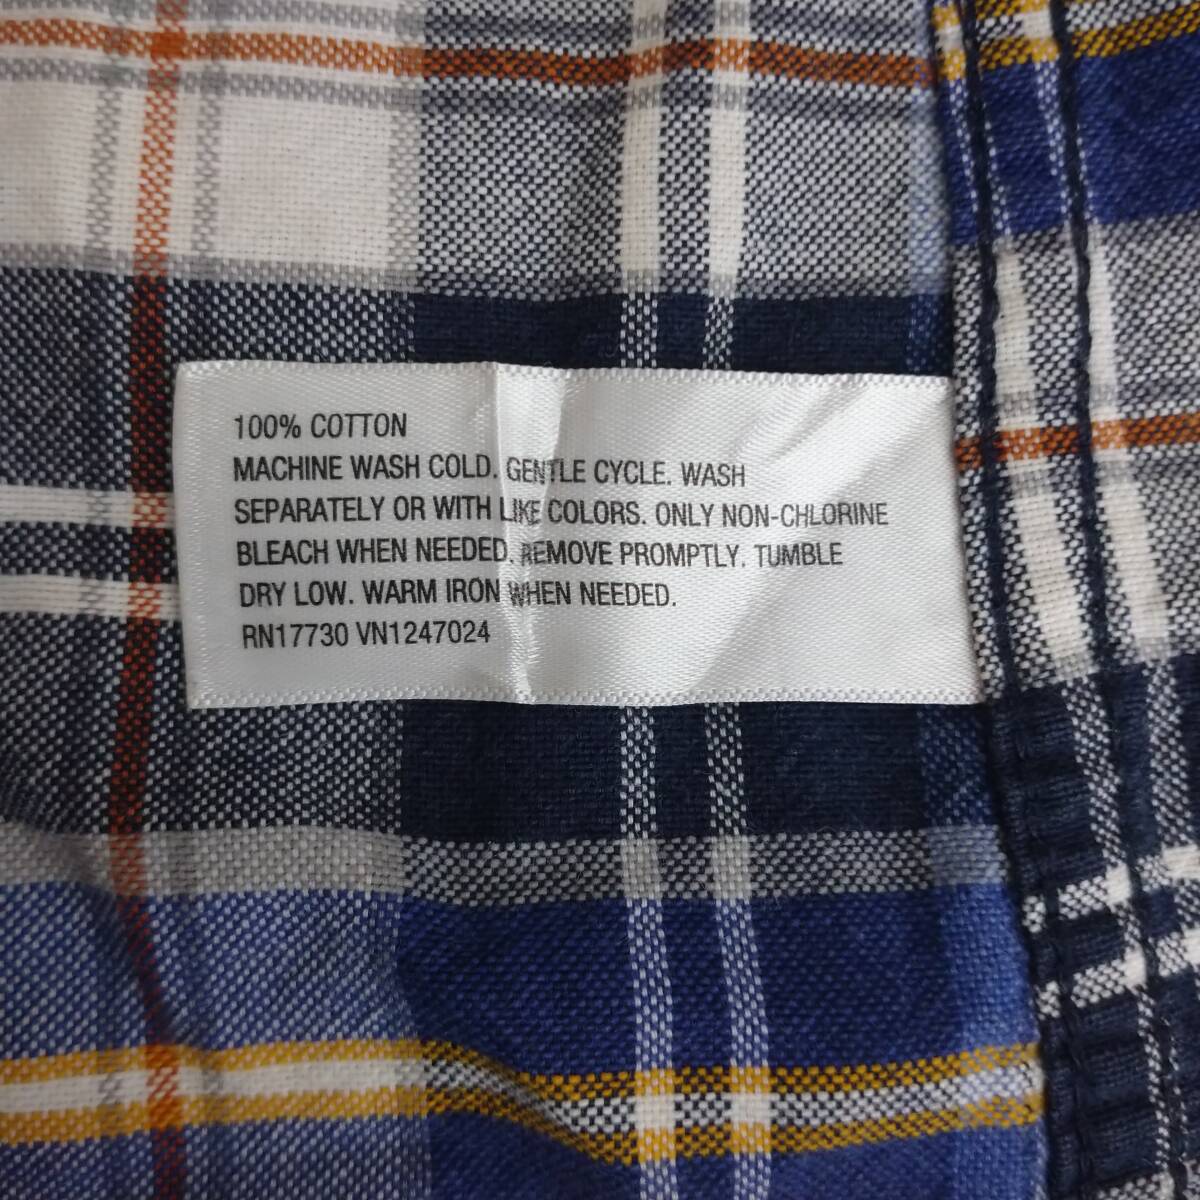 100% COTTON
MACHINE WASH COLD. GENTLE CYCLE. WASH
SEPARATELY OR WITH LIKE COLORS. ONLY NON-CHLORINE
BLEACH WHEN NEEDED. REMOVE PROMPTLY. TUMBLE
DRY LOW. WARM IRON WHEN NEEDED.
RN17730 VN1247024